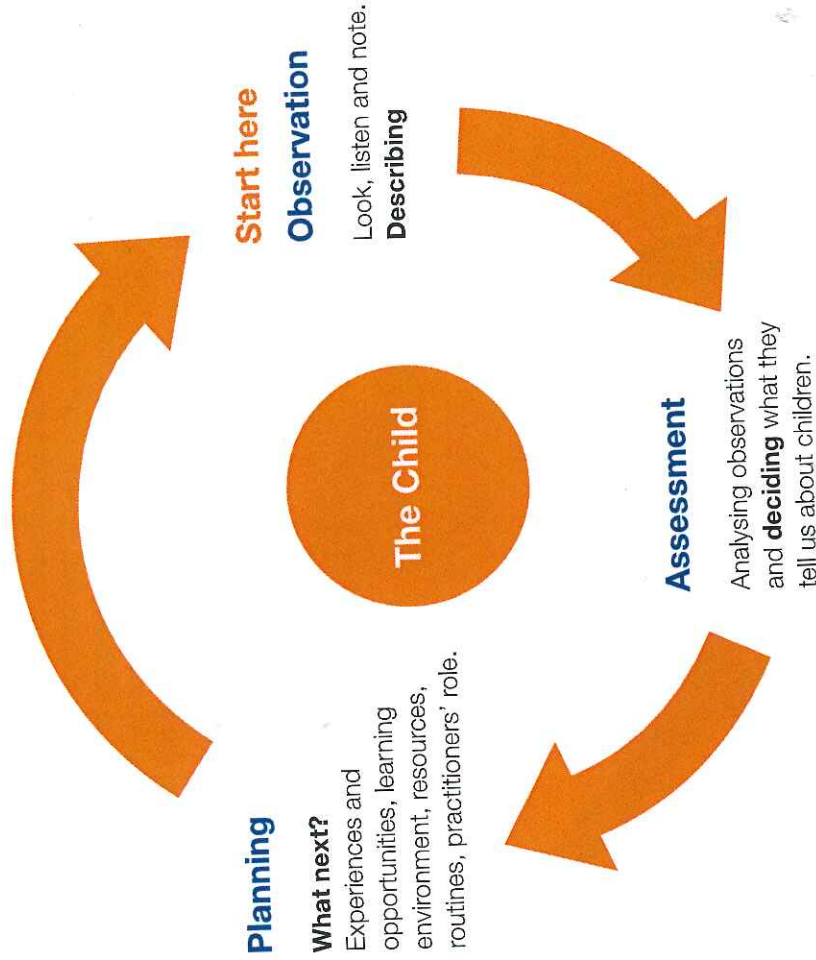 Start here
Observation
Look, listen and note.
Describing
The Child
Assessment
Analysing observations
and deciding what they
tell us about children.
Planning
What next?
Experiences and
opportunities, learning
environment, resources,
routines, practitioners' role.